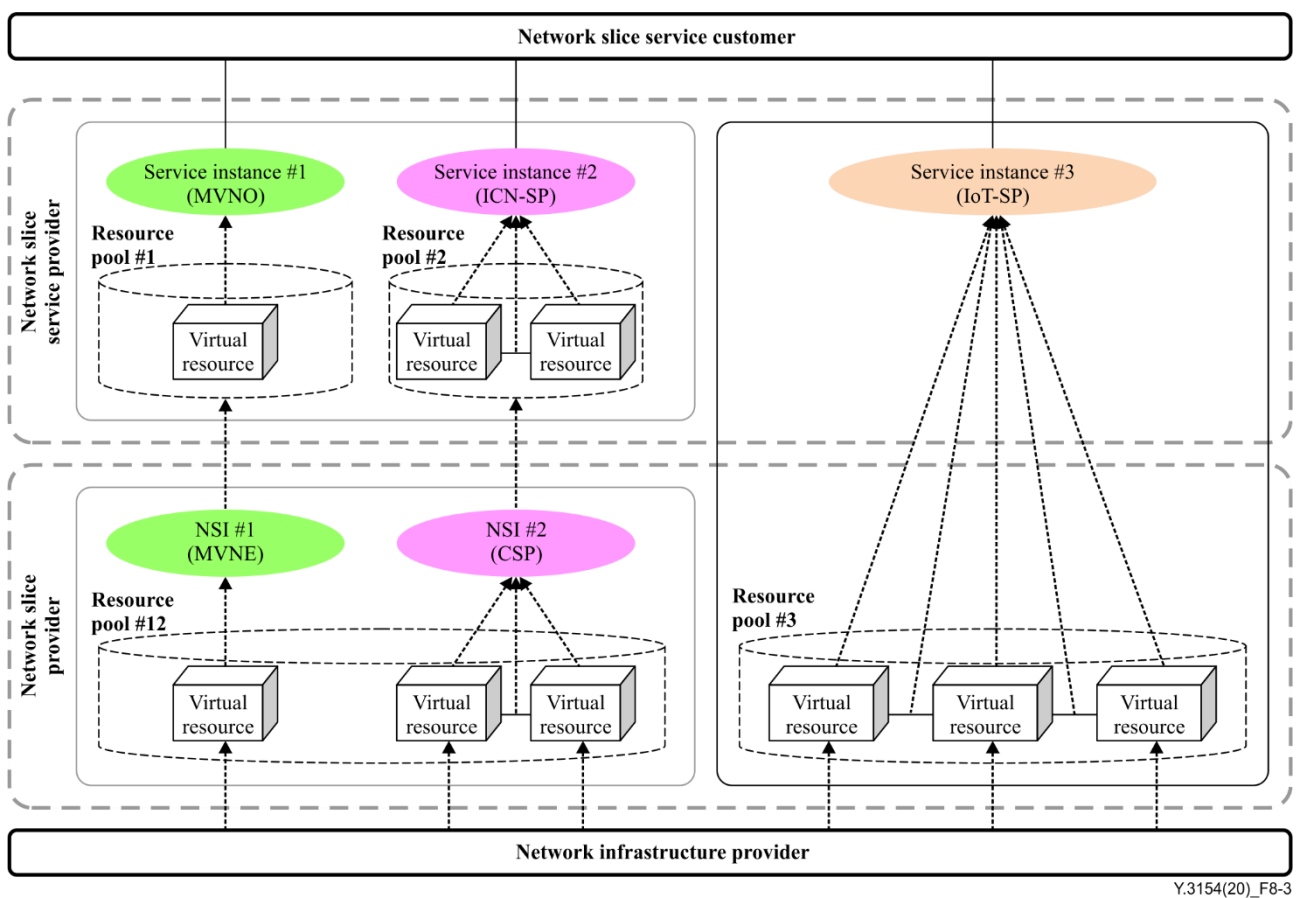 Network slice service customer
Network slice
service provider
Service instance #1
(MVNO)
Service instance #2
(ICN-SP)
Service instance #3
(IoT-SP)
Resource
pool #1
Resource
pool #2
Virtual
resource
Virtual
resource
Virtual
resource
Network slice
provider
NSI #1
(MVNE)
NSI #2
(CSP)
Resource
pool #12
Resource
pool #3
Virtual
resource
Virtual
resource
Virtual
resource
Virtual
resource
Virtual
resource
Virtual
resource
Network infrastructure provider
Y.3154(20)_F8-3